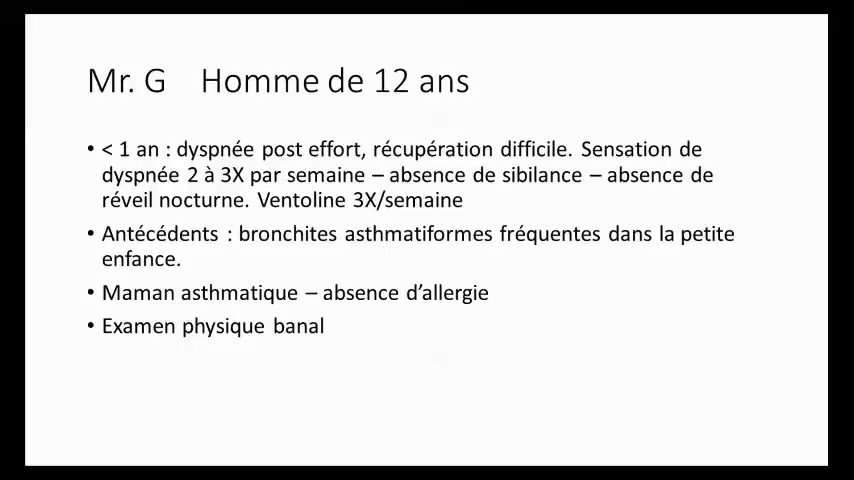 Mr. G Homme de 12 ans
• < 1 an : dyspnée post effort, récupération difficile. Sensation de
dyspnée 2 à 3X par semaine – absence de sibilance – absence de
réveil nocturne. Ventoline 3X/semaine
• Antécédents : bronchites asthmatiformes fréquentes dans la petite
enfance.
• Maman asthmatique – absence d'allergie
• Examen physique banal